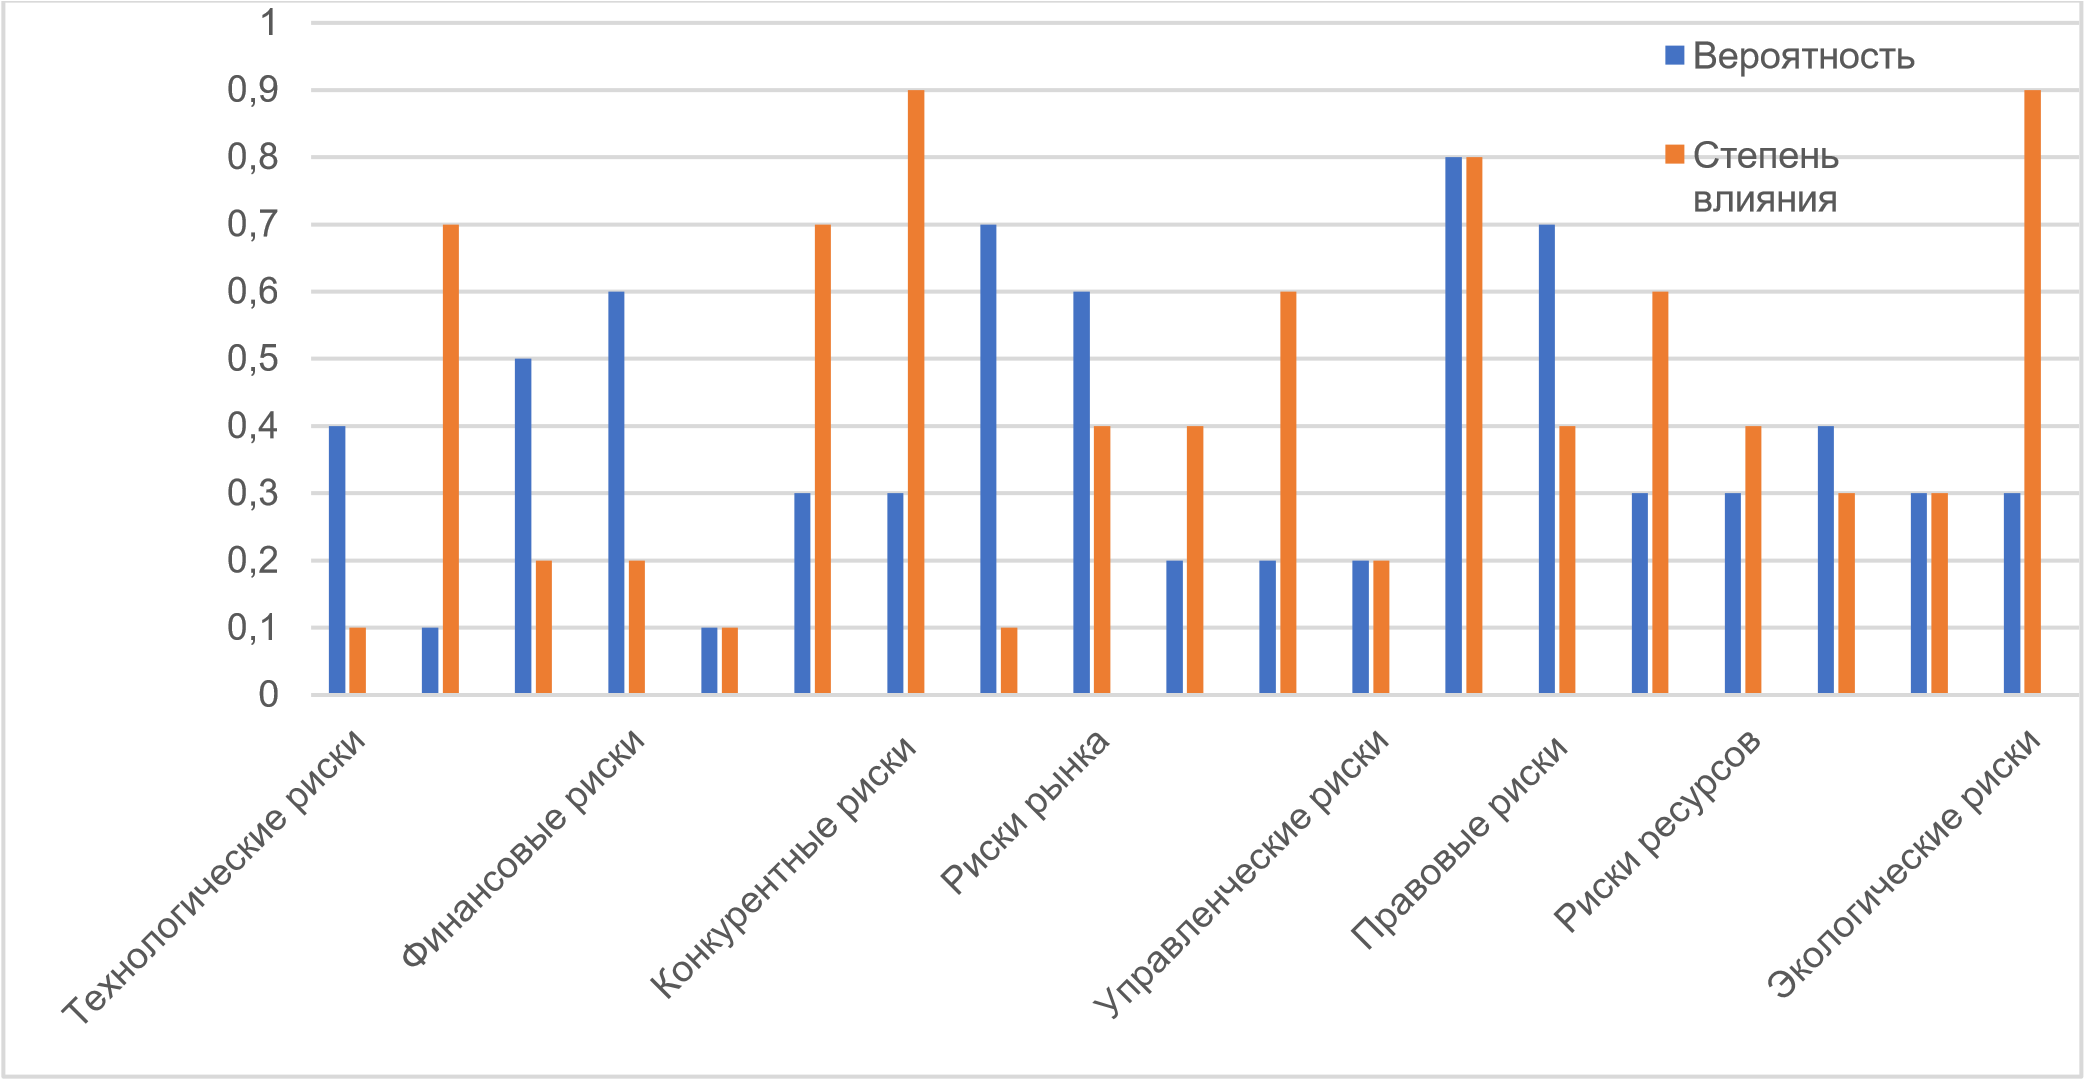 1
0,9
0,8
0,7
0,6
0,5
0,4
0,3
0,2
0,1
0
Вероятность
Степень
влияния
Технологические риски
Финансовые риски
Конкурентные риски
Риски рынка
Управленческие риски
Правовые риски
Риски ресурсов
Экологические риски